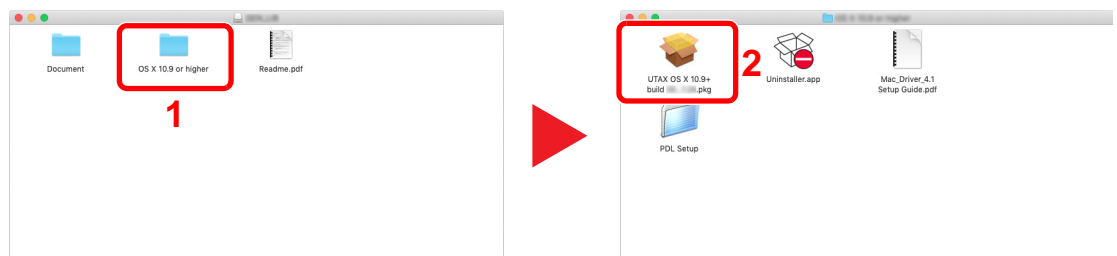 Document
OS X 10.9 or higher
Readme.pdf
1
UTAX OS X 10.9+
build .pkg
2
Uninstaller.app
Mac_Driver_4.1
Setup Guide.pdf
PDL Setup